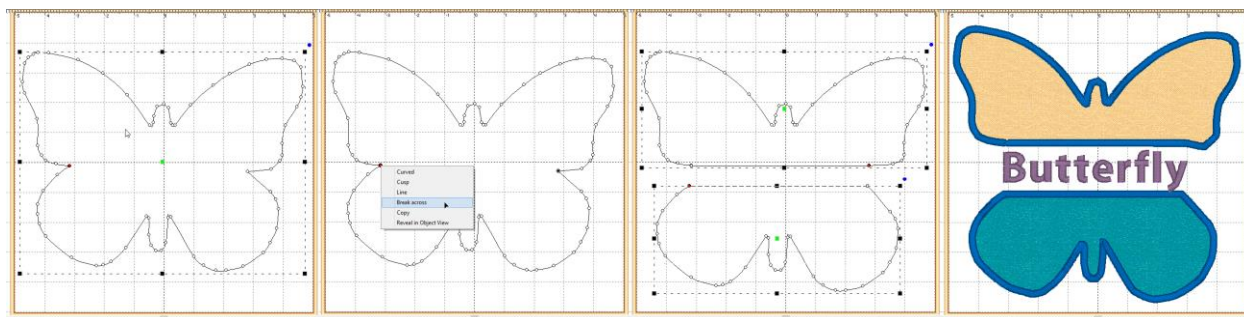 Curved
Cusp
Line
Break across
Copy
Reveal in Object View
Butterfly